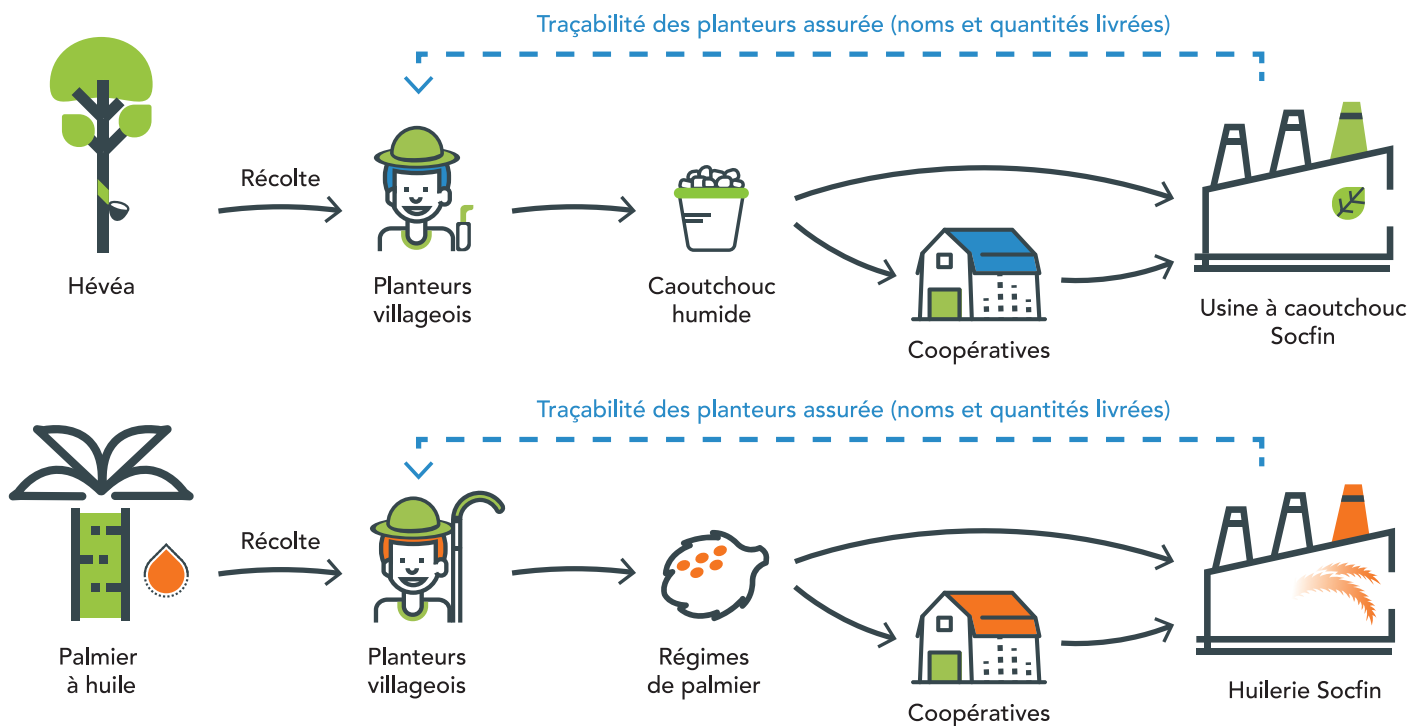 Traçabilité des planteurs assurée (noms et quantités livrées)
Récolte
Hévéa
Planteurs
villageois
Caoutchouc
humide
Coopératives
Usine à caoutchouc
Socfin
Traçabilité des planteurs assurée (noms et quantités livrées)
Récolte
Palmier
à huile
Planteurs
villageois
Régimes
de palmier
Coopératives
Huilerie Socfin